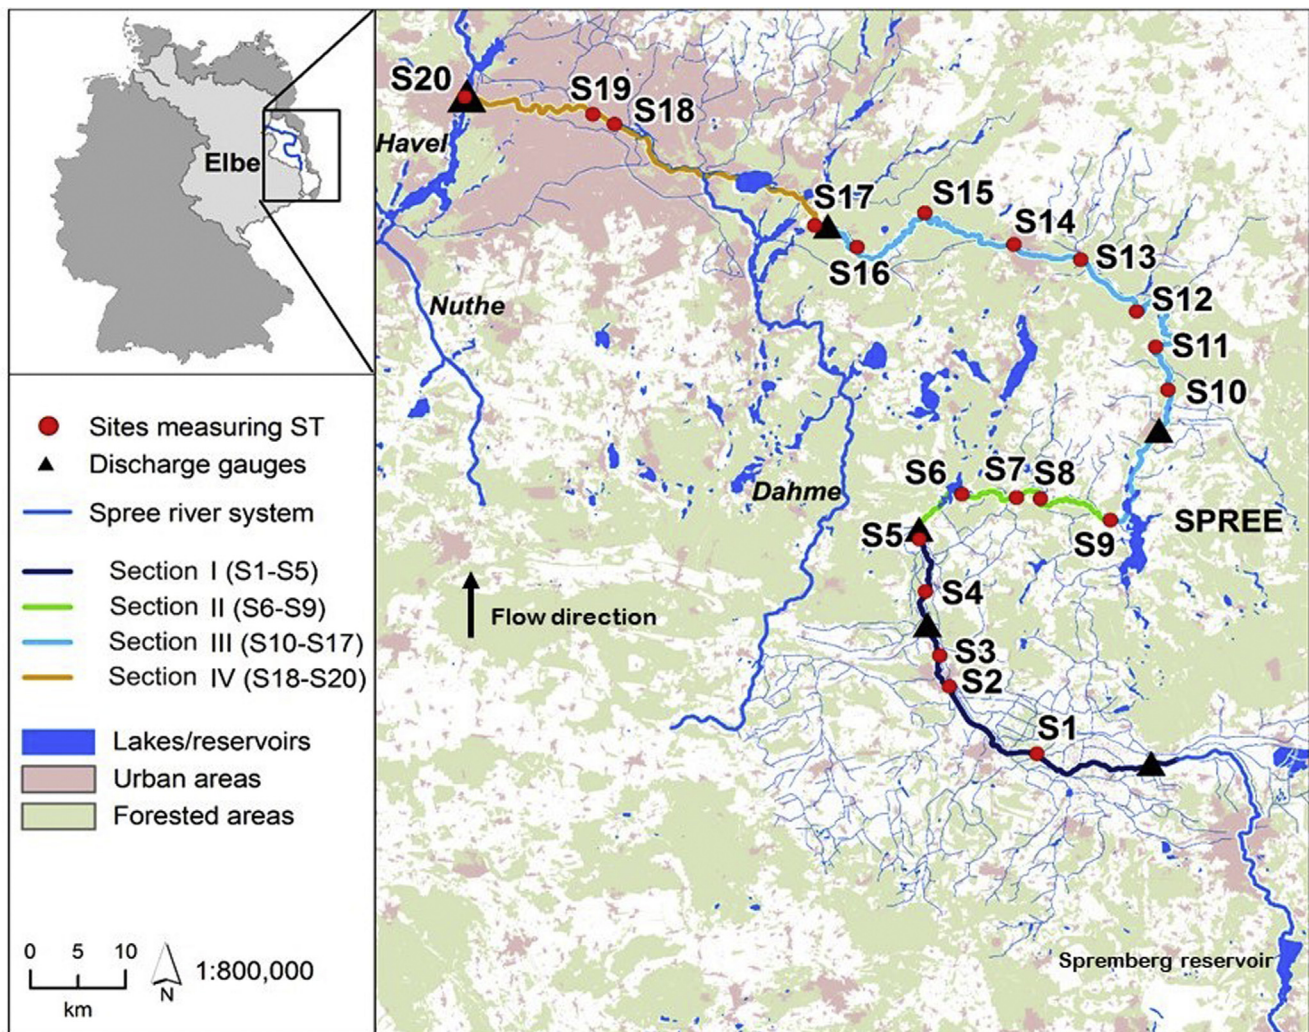 Elbe
Sites measuring ST
Discharge gauges
Spree river system
Section I (S1-S5)
Section II (S6-S9)
Section III (S10-S17)
Section IV (S18-S20)
Lakes/reservoirs
Urban areas
Forested areas
0 5 10
km
N
1:800,000
S20
S19
S18
Havel
S17
S15
S14
S16
S13
Nuthe
S12
S11
S10
S6
S7
S8
Dahme
S5
S9
SPREE
S4
Flow direction
S3
S2
S1
Spremberg reservoir